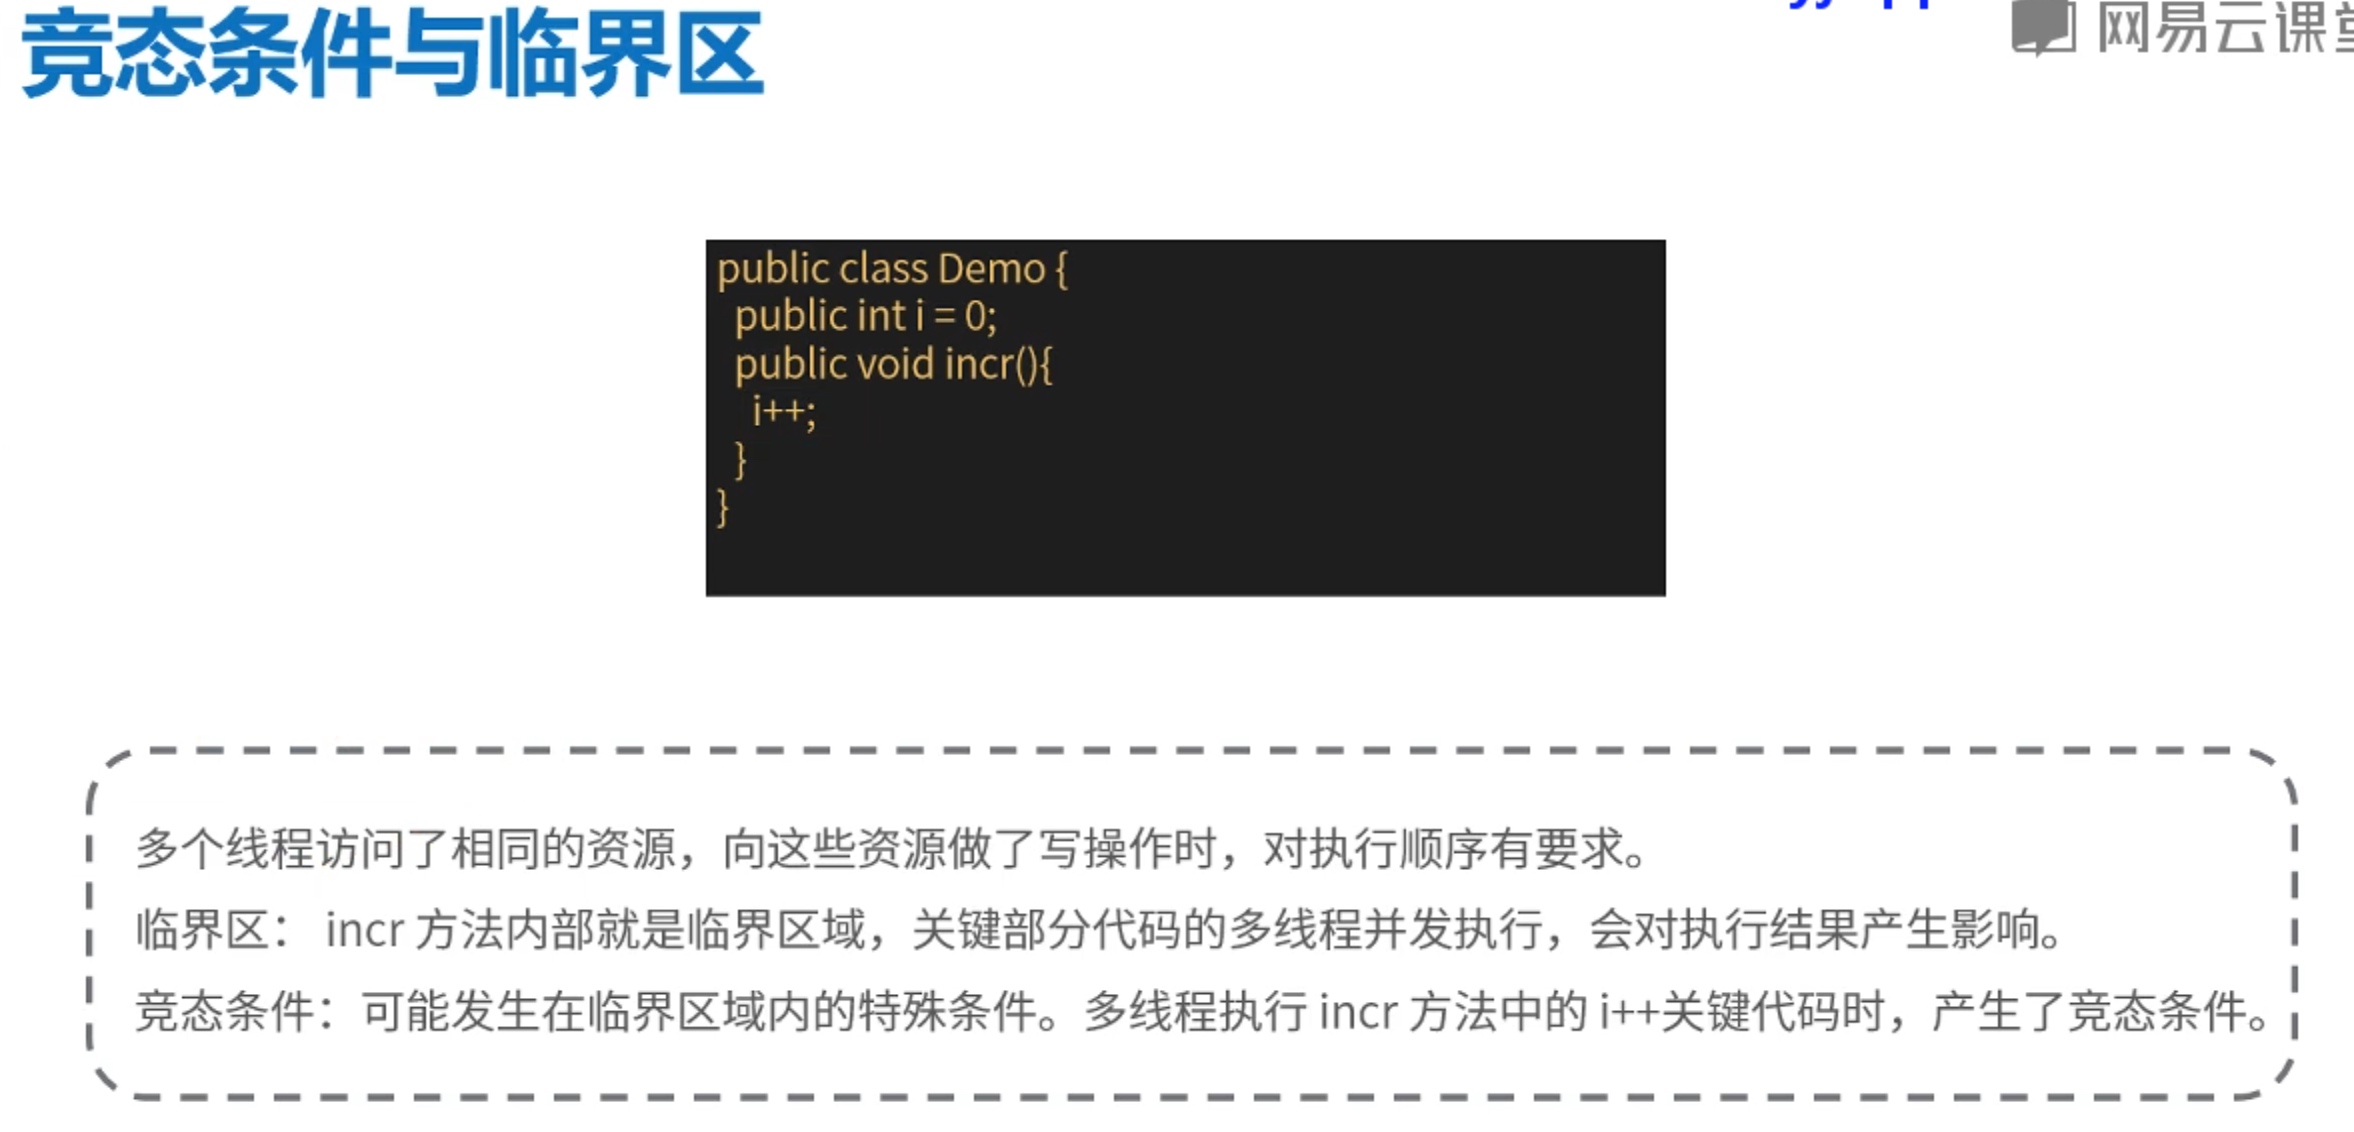 竞态条件与临界区
网易云课堂
public class Demo {
public int i = 0;
public void incr(){
i++;
}
}
多个线程访问了相同的资源，向这些资源做了写操作时，对执行顺序有要求。
临界区： incr 方法内部就是临界区域，关键部分代码的多线程并发执行，会对执行结果产生影响。
竞态条件：可能发生在临界区域内的特殊条件。多线程执行 incr 方法中的 i++关键代码时，产生了竞态条件。